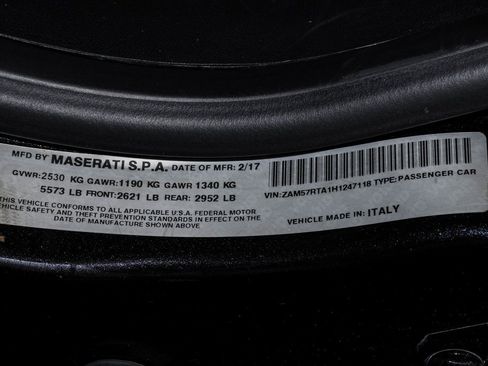 MFD BY MASERATI S.P.A. DATE OF MFR: 2/17
GVWR:2530 KG GAWR:1190 KG GAWR 1340 KG
5573 LB FRONT:2621 LB REAR: 2952 LB
THIS VEHICLE CONFORMS TO ALL APPLICABLE U.S.A. FEDERAL MOTOR
VEHICLE SAFETY AND THEFT PREVENTION STANDARDS IN EFFECT ON THE
DATE OF MANUFACTURE SHOWN ABOVE
VIN:ZAM57RTA1H1247118 TYPE:PASSENGER CAR
VEHICLE MADE IN: ITALY